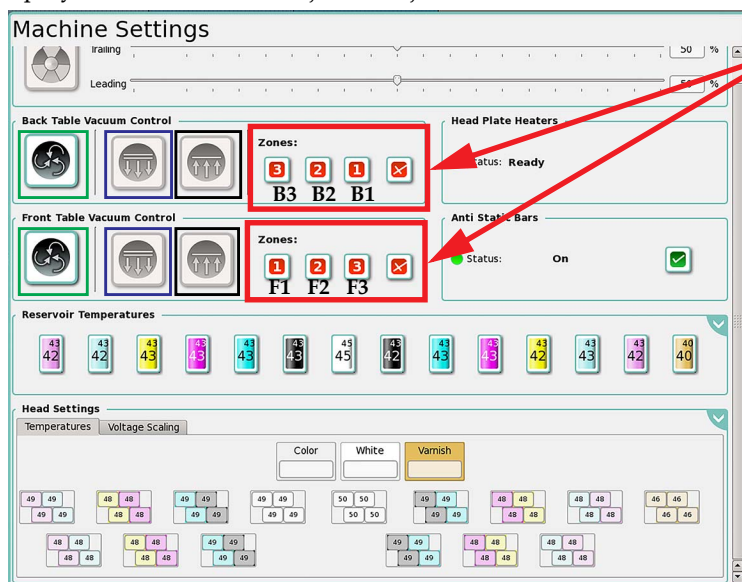 Machine Settings
Trailing 50 %
Leading 50 %
Back Table Vacuum Control
Zones:
3 2 1
B3 B2 B1
Head Plate Heaters
Status: Ready
Front Table Vacuum Control
Zones:
1 2 3
F1 F2 F3
Anti Static Bars
Status: On
Reservoir Temperatures
43 43 43 43 43 43 45 43 43 43 43 43 43 40
42 42 43 43 43 43 45 42 43 43 42 43 42 40
Head Settings
Temperatures Voltage Scaling
Color White Varnish
49 49 48 48 49 49 49 49 50 50 49 49 48 48 48 48 46 46
49 49 48 48 49 49 49 49 50 50 49 49 48 48 48 48 46 46
48 48 48 48 49 49 49 49 48 48 48 48
48 48 48 48 49 49 49 49 48 48 48 48